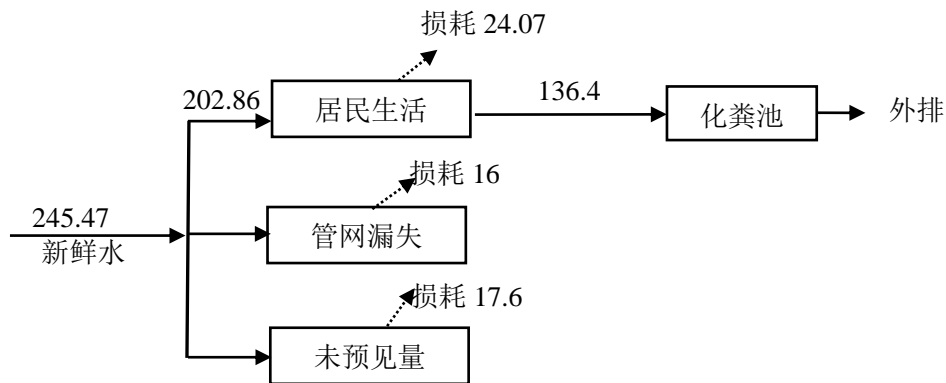 损耗 24.07
202.86
居民生活
136.4
化粪池
外排
损耗 16
245.47
新鲜水
管网漏失
损耗 17.6
未预见量